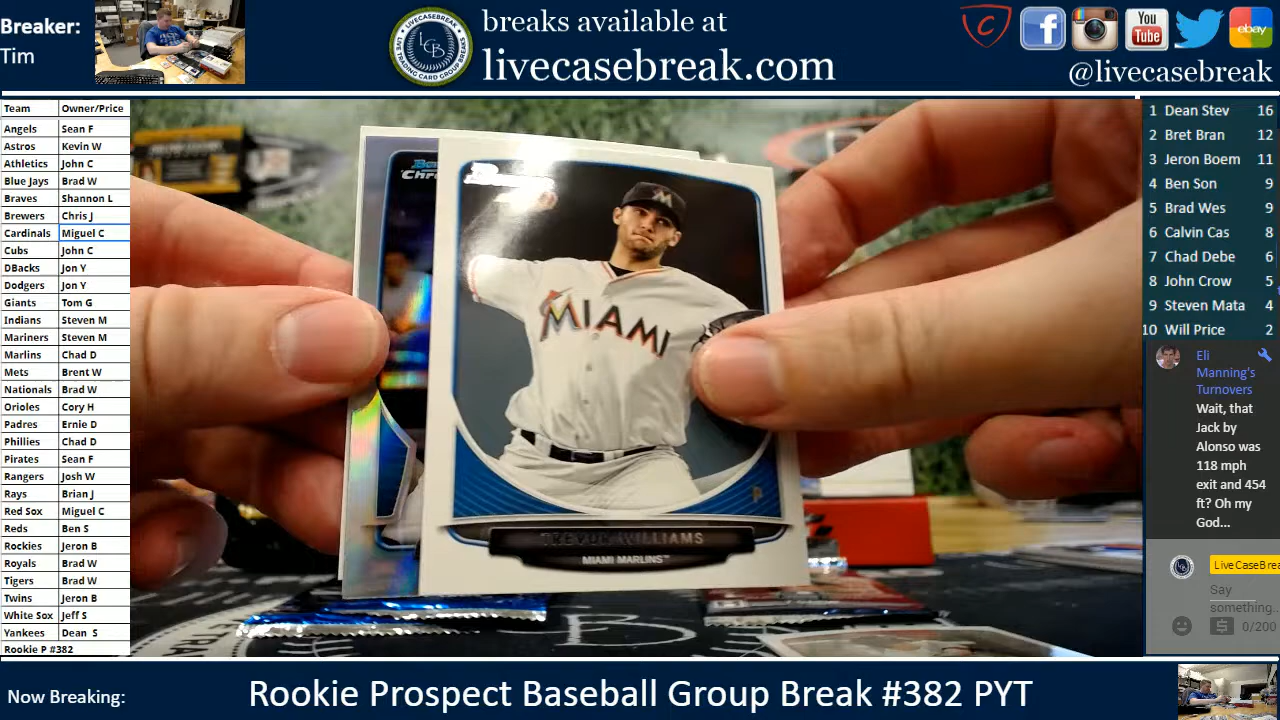 Breaker:
Tim
LCB
breaks available at
livecasebreak.com
You
Tube
ebay
@livecasebreak
Team Owner/Price
Angels Sean F
Astros Kevin W
Athletics John C
Blue Jays Brad W
Braves Shannon L
Brewers Chris J
Cardinals Miguel C
Cubs John C
DBacks Jon Y
Dodgers Jon Y
Giants Tom G
Indians Steven M
Mariners Steven M
Marlins Chad D
Mets Brent W
Nationals Brad W
Orioles Cory H
Padres Ernie D
Phillies Chad D
Pirates Sean F
Rangers Josh W
Rays Brian J
Red Sox Miguel C
Reds Ben S
Rockies Jeron B
Royals Brad W
Tigers Brad W
Twins Jeron B
White Sox Jeff S
Yankees Dean S
Rookie P #382
M
MIAMI
P
TREVOR WILLIAMS
MIAMI MARLINS
1 Dean Stev 16
2 Bret Bran 12
3 Jeron Boem 11
4 Ben Son 9
5 Brad Wes 9
6 Calvin Cas 8
7 Chad Debe 6
8 John Crow 5
9 Steven Mata 4
10 Will Price 2
Eli
Manning's
Turnovers
Wait, that
Jack by
Alonso was
118 mph
exit and 454
ft? Oh my
God...
LiveCaseBrea
Say
something...
0/200
Now Breaking:
Rookie Prospect Baseball Group Break #382 PYT